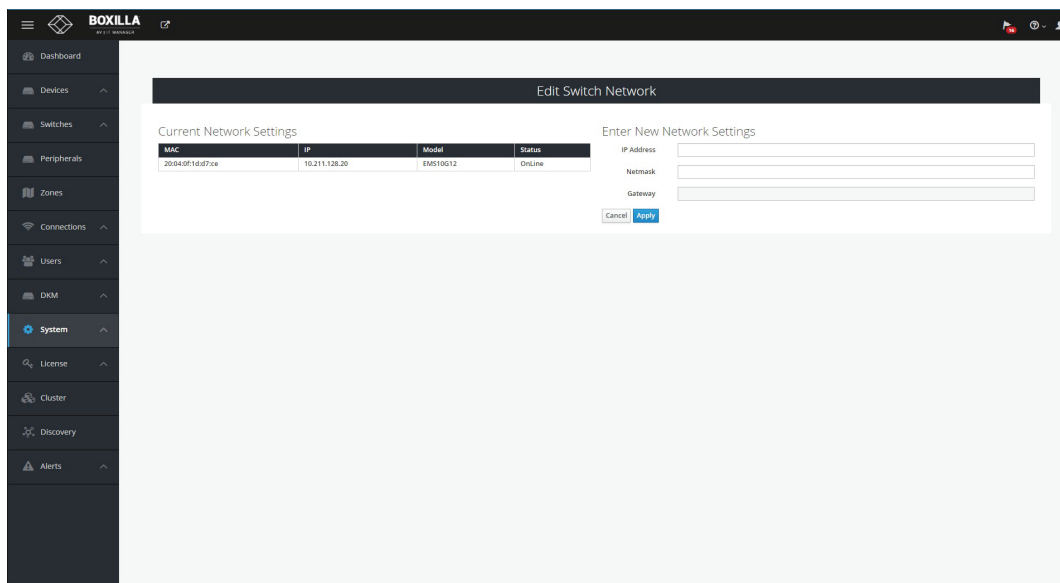 BOXILLA
AV / IT MANAGER
16
Dashboard
Devices
Switches
Peripherals
Zones
Connections
Users
DKM
System
License
Cluster
Discovery
Alerts
Edit Switch Network
Current Network Settings
MAC IP Model Status
20:04:0f:1d:d7:ce 10.211.128.20 EMS10G12 OnLine
Enter New Network Settings
IP Address
Netmask
Gateway
Cancel Apply